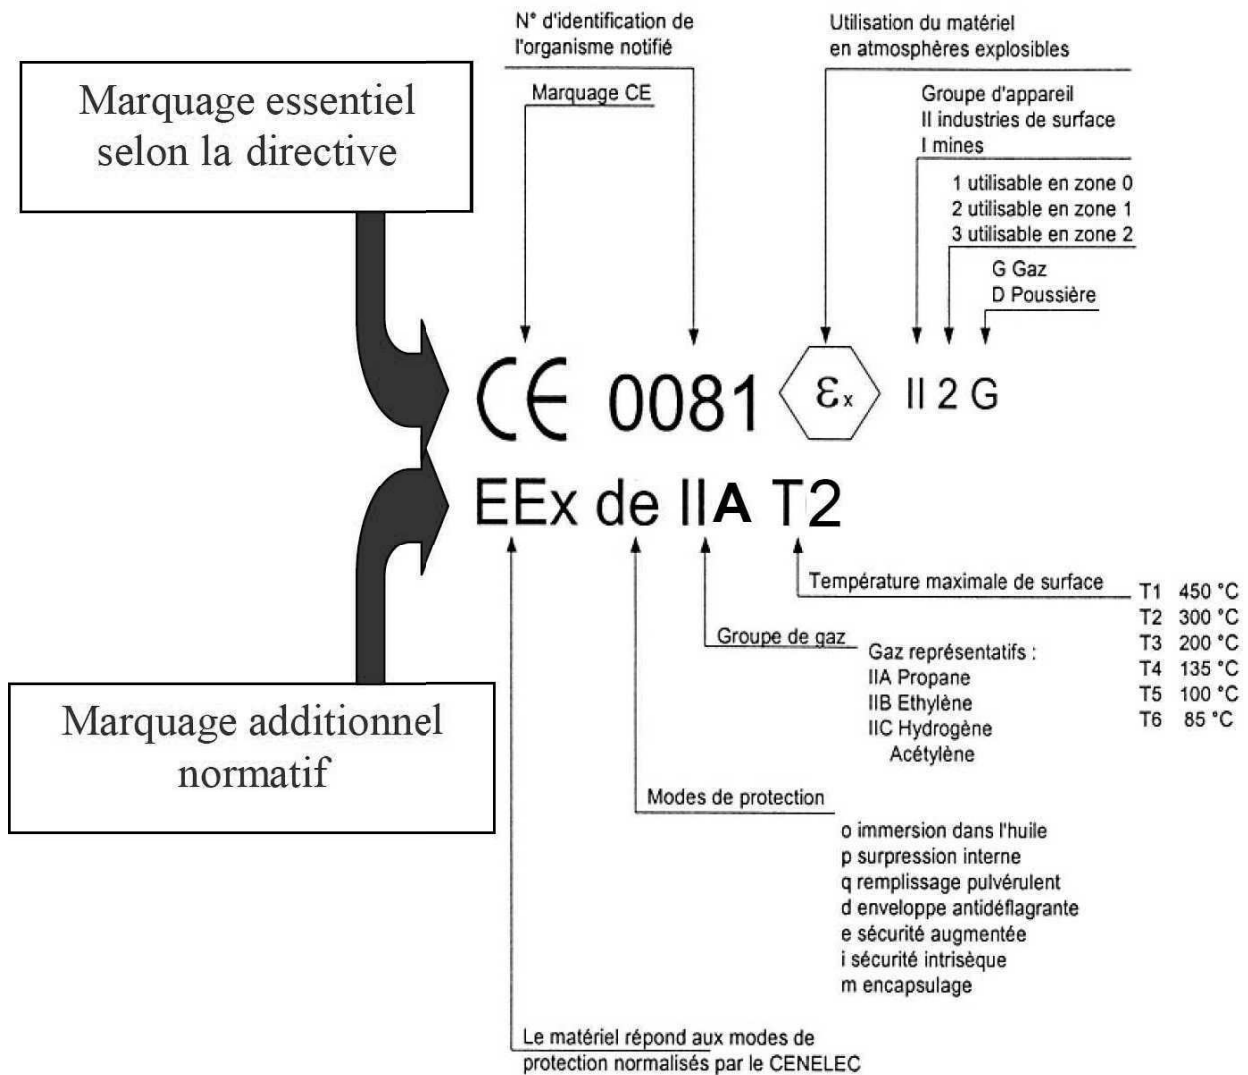 N° d'identification de
l'organisme notifié
Utilisation du matériel
en atmosphères explosibles
Marquage essentiel
selon la directive
Marquage CE
Groupe d'appareil
II industries de surface
I mines
1 utilisable en zone 0
2 utilisable en zone 1
3 utilisable en zone 2
G Gaz
D Poussière
CE 0081 εx II 2 G
EEx de IIA T2
Température maximale de surface
T1 450 °C
T2 300 °C
T3 200 °C
T4 135 °C
T5 100 °C
T6 85 °C
Groupe de gaz
Gaz représentatifs :
IIA Propane
IIB Ethylène
IIC Hydrogène
Acétylène
Marquage additionnel
normatif
Modes de protection
o immersion dans l'huile
p surpression interne
q remplissage pulvérulent
d enveloppe antidéflagrante
e sécurité augmentée
i sécurité intrisèque
m encapsulage
Le matériel répond aux modes de
protection normalisés par le CENELEC